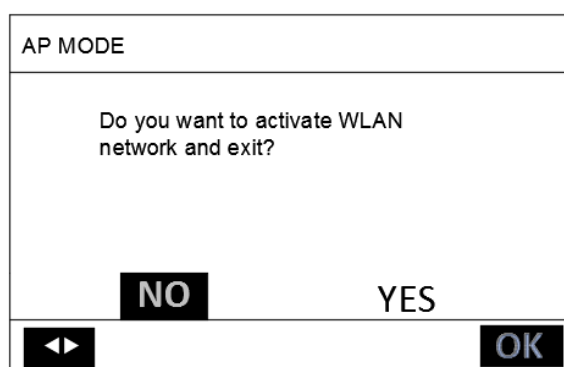 AP MODE
Do you want to activate WLAN
network and exit?
NO YES
OK